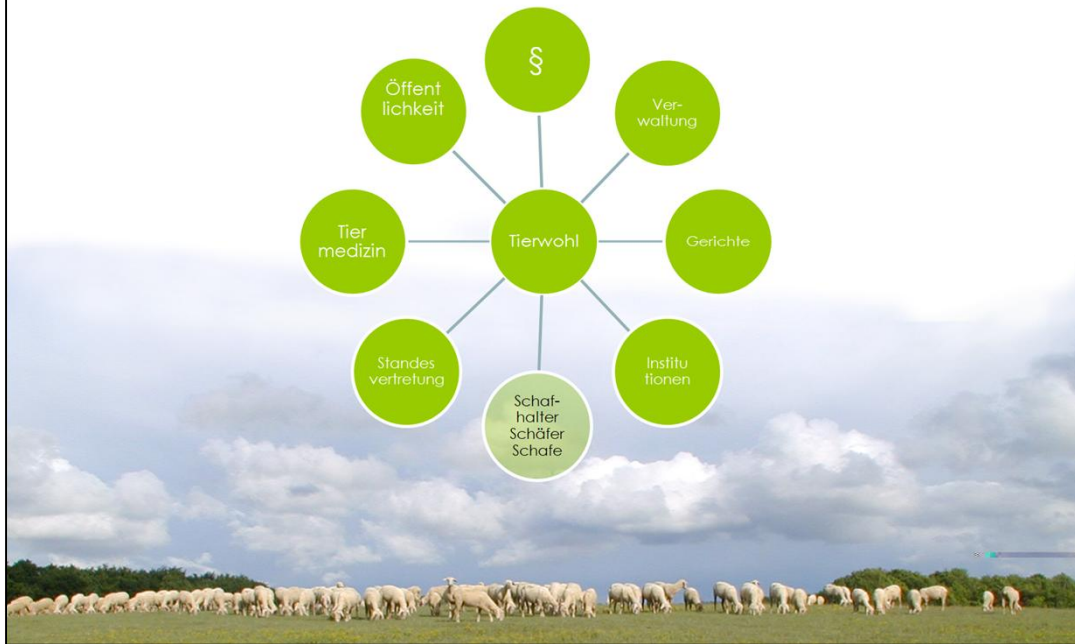 §
Öffent
lichkeit
Ver-
waltung
Tier
medizin
Tierwohl
Gerichte
Standes
vertretung
Institu
tionen
Schaf-
halter
Schäfer
Schafe